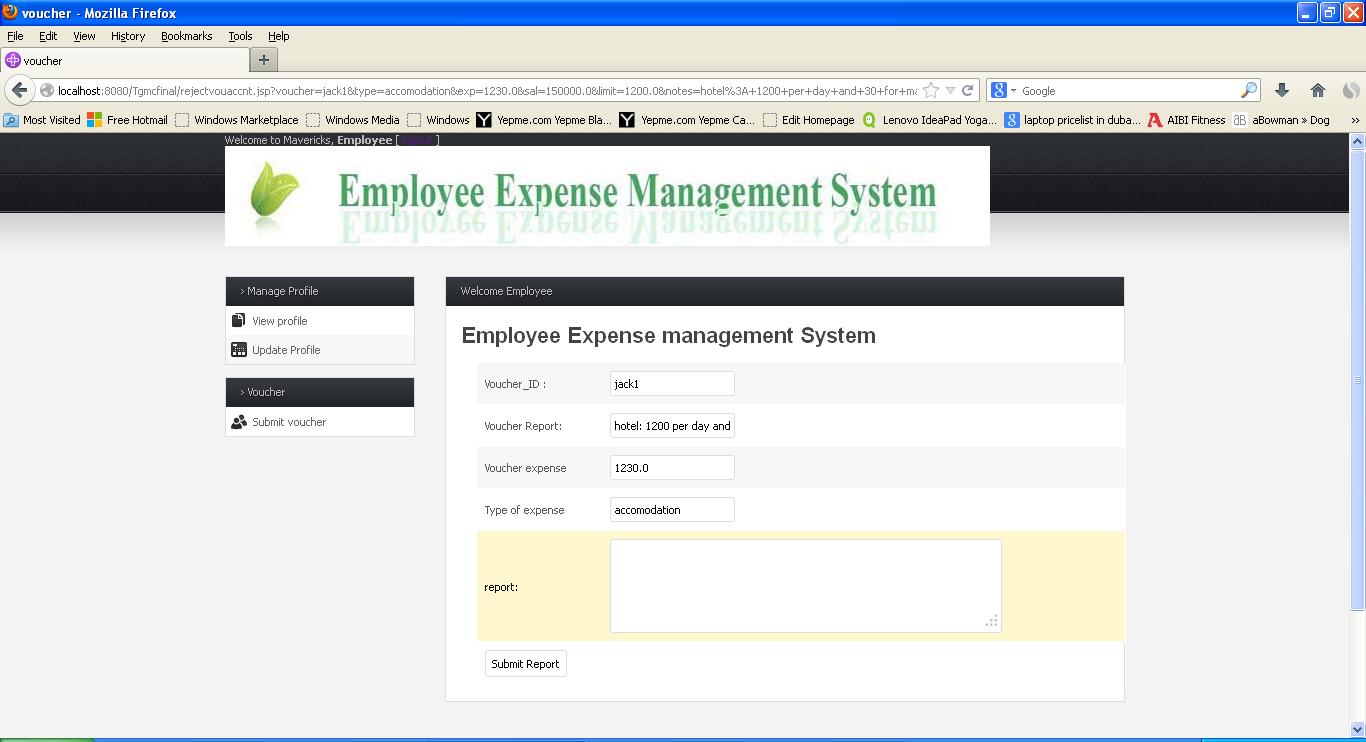 voucher - Mozilla Firefox
File Edit View History Bookmarks Tools Help
voucher
localhost:8080/Tgmcfinal/rejectvouaccnt.jsp?voucher=jack1&type=accomodation&exp=1230.0&sal=150000.0&limit=1200.0&notes=hotel%3A+1200+per+day+and+30+for+mc
Google
Most Visited Free Hotmail Windows Marketplace Windows Media Windows Yepme.com Yepme Bla... Yepme.com Yepme Ca... Edit Homepage Lenovo IdeaPad Yoga... laptop pricelist in duba... AIBI Fitness aBowman » Dog »
Welcome to Mavericks, Employee [ logout ]
Employee Expense Management System
> Manage Profile
View profile
Update Profile
> Voucher
Submit voucher
Welcome Employee
Employee Expense management System
Voucher_ID : jack1
Voucher Report: hotel: 1200 per day and
Voucher expense 1230.0
Type of expense accomodation
report:
Submit Report